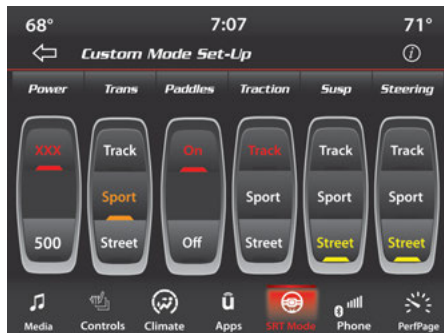 68° 7:07 71°
Custom Mode Set-Up
Power Trans Paddles Traction Susp Steering
XXX Track On Track Track Track
Sport Sport Sport Sport
500 Street Off Street Street Street
Media Controls Climate Apps SRT Mode Phone PerfPage